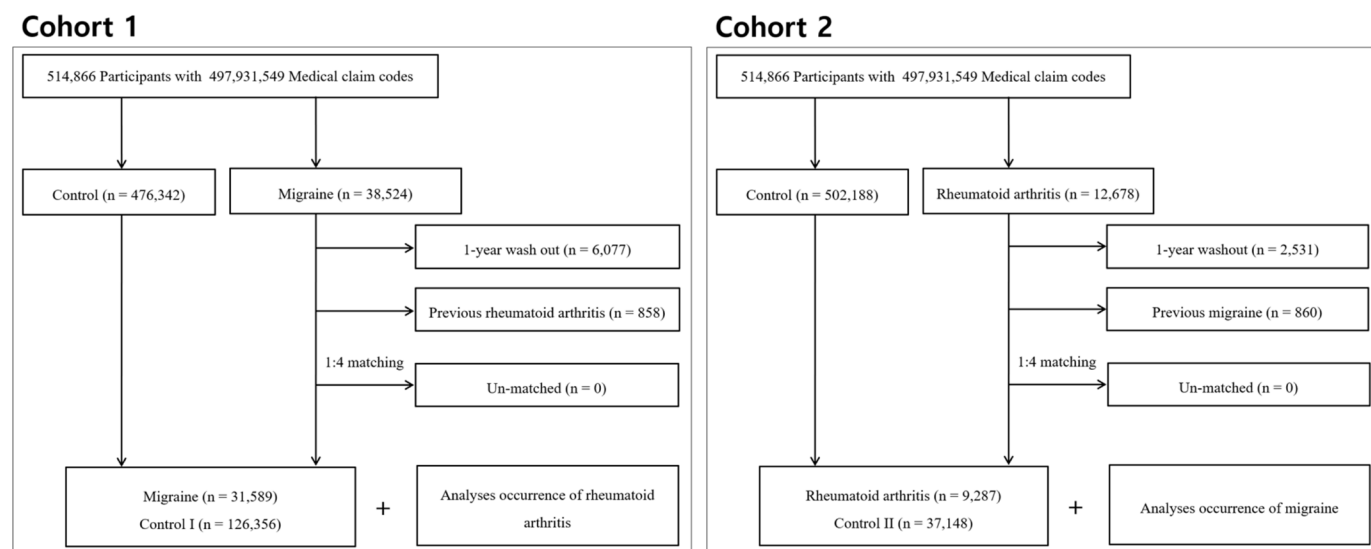 Cohort 1
514,866 Participants with 497,931,549 Medical claim codes
Control (n = 476,342)
Migraine (n = 38,524)
1-year wash out (n = 6,077)
Previous rheumatoid arthritis (n = 858)
1:4 matching
Un-matched (n = 0)
Migraine (n = 31,589)
Control I (n = 126,356)
+
Analyses occurrence of rheumatoid
arthritis
Cohort 2
514,866 Participants with 497,931,549 Medical claim codes
Control (n = 502,188)
Rheumatoid arthritis (n = 12,678)
1-year washout (n = 2,531)
Previous migraine (n = 860)
1:4 matching
Un-matched (n = 0)
Rheumatoid arthritis (n = 9,287)
Control II (n = 37,148)
+
Analyses occurrence of migraine